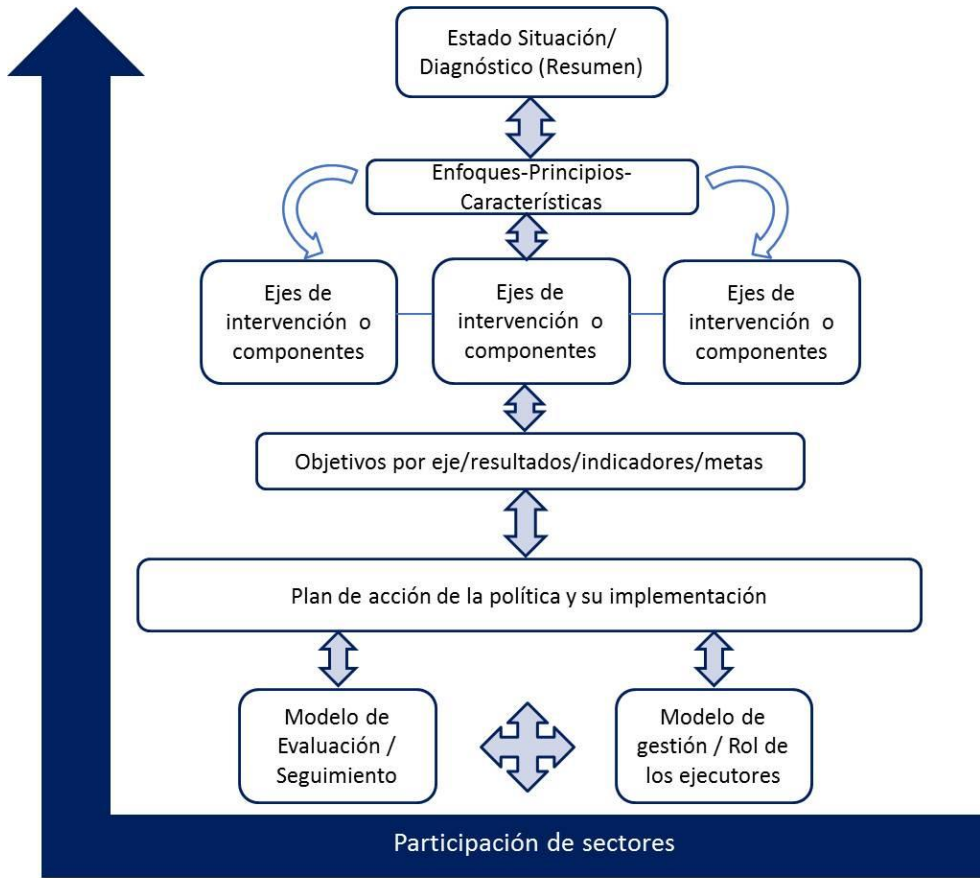 Estado Situación/
Diagnóstico (Resumen)
Enfoques-Principios-
Características
Ejes de
intervención o
componentes
Ejes de
intervención o
componentes
Ejes de
intervención o
componentes
Objetivos por eje/resultados/indicadores/metas
Plan de acción de la política y su implementación
Modelo de
Evaluación /
Seguimiento
Modelo de
gestión / Rol de
los ejecutores
Participación de sectores